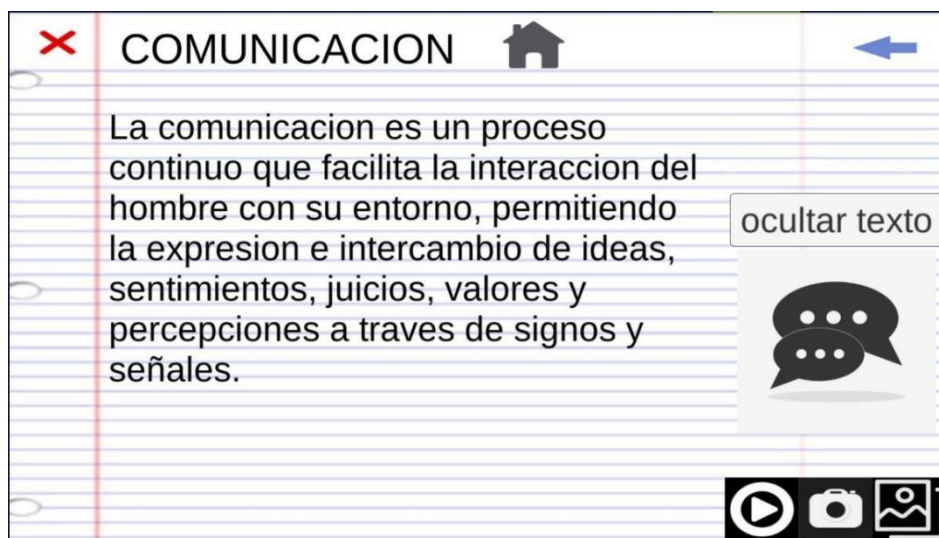 COMUNICACION
La comunicacion es un proceso
continuo que facilita la interaccion del
hombre con su entorno, permitiendo
la expresion e intercambio de ideas,
sentimientos, juicios, valores y
percepciones a traves de signos y
señales.
ocultar texto